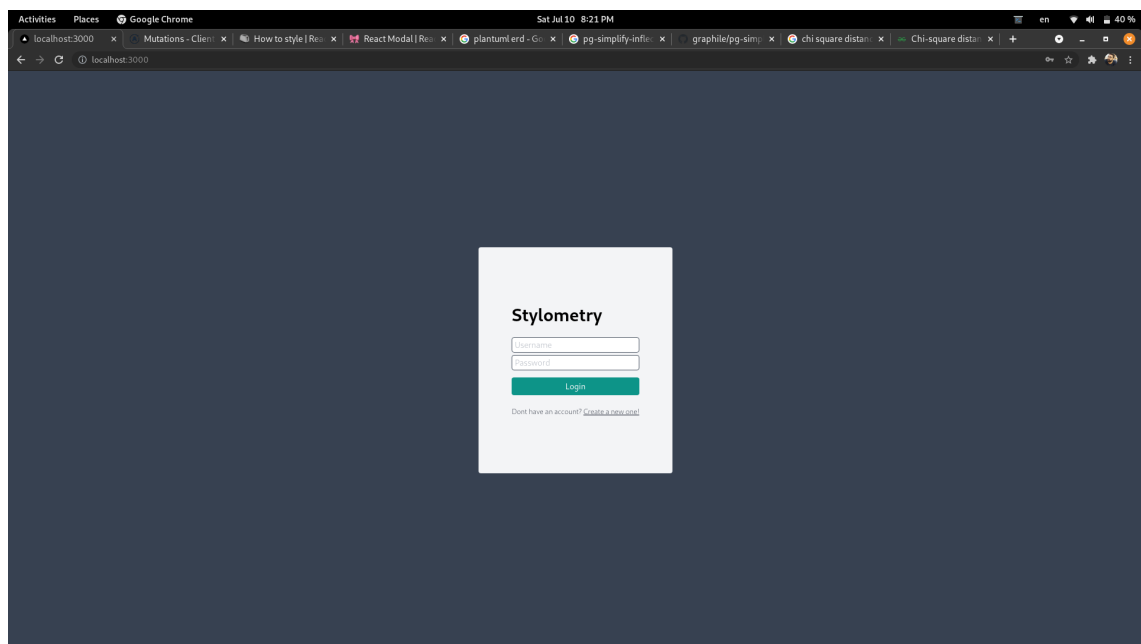 Activities Places Google Chrome Sat Jul 10 8:21 PM en 40 %
localhost:3000 Mutations - Client How to style | Rea React Modal | Rea plantuml erd - Go pg-simplify-inflec graphile/pg-simp chi square distanc Chi-square distan
localhost:3000
Stylometry
Username
Password
Login
Dont have an account? Create a new one!